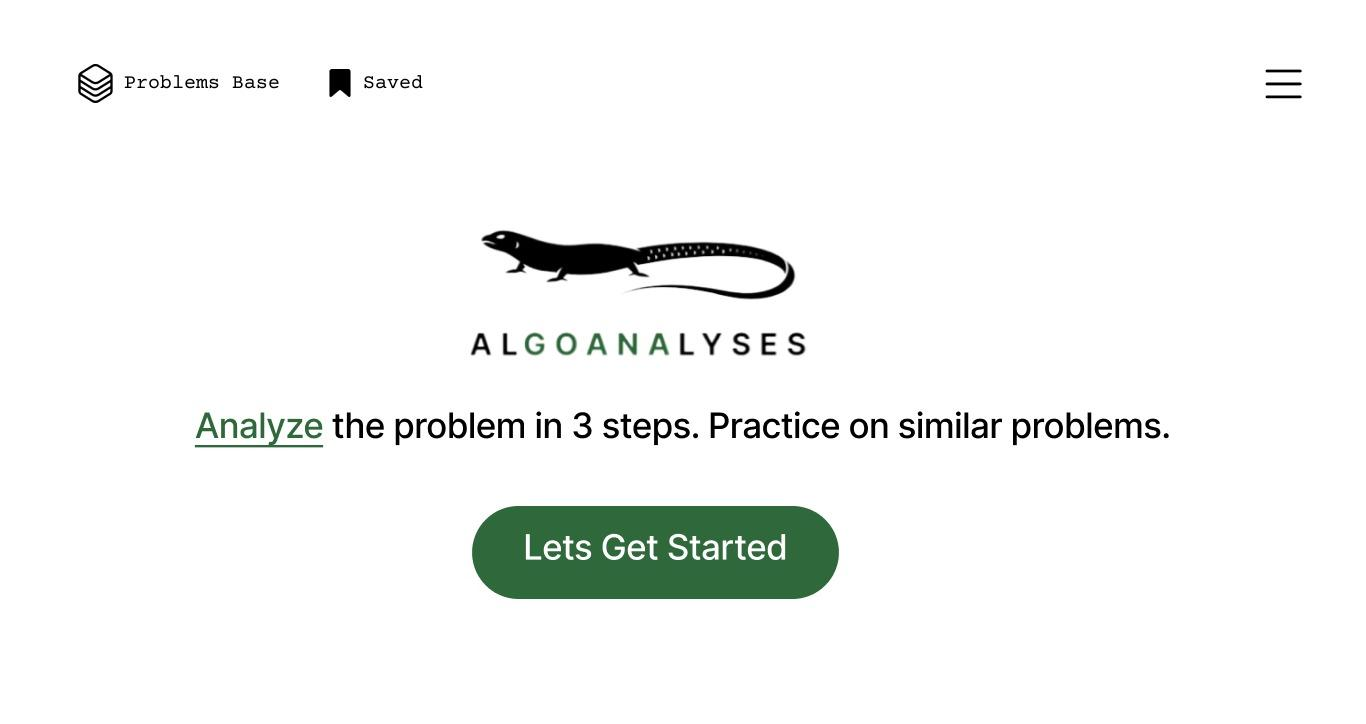 Problems Base
Saved
ALGOANALYSES
Analyze the problem in 3 steps. Practice on similar problems.
Lets Get Started